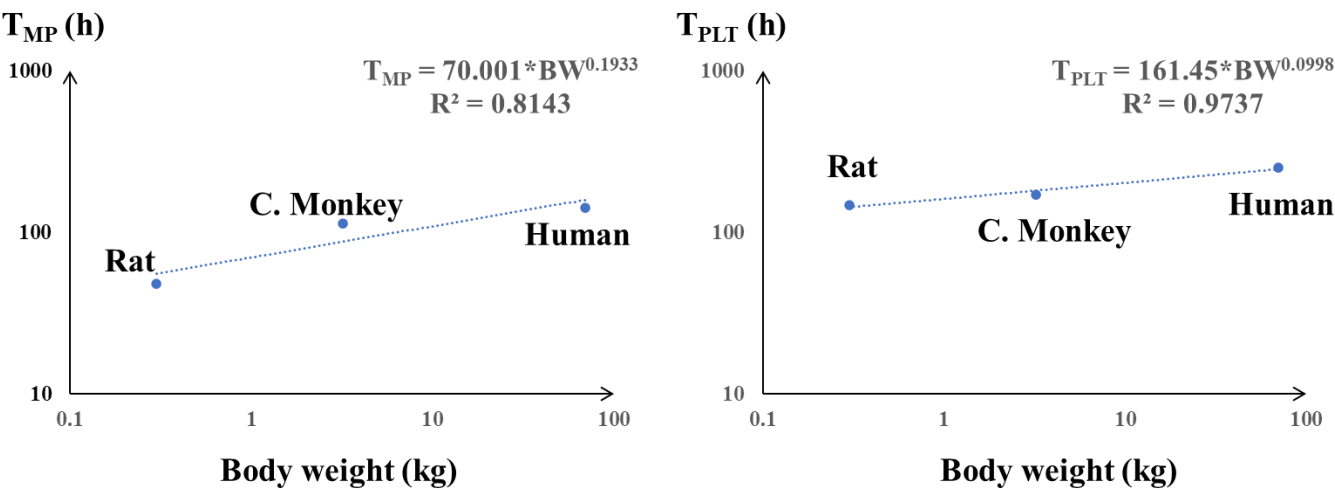 T_MP (h)
1000
100
10
0.1
1
10
100
T_MP = 70.001*BW^0.1933
R² = 0.8143
Rat
C. Monkey
Human
Body weight (kg)
T_PLT (h)
1000
100
10
0.1
1
10
100
T_PLT = 161.45*BW^0.0998
R² = 0.9737
Rat
C. Monkey
Human
Body weight (kg)